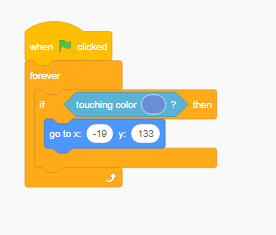 when clicked
forever
if touching color ? then
go to x: -19 y: 133